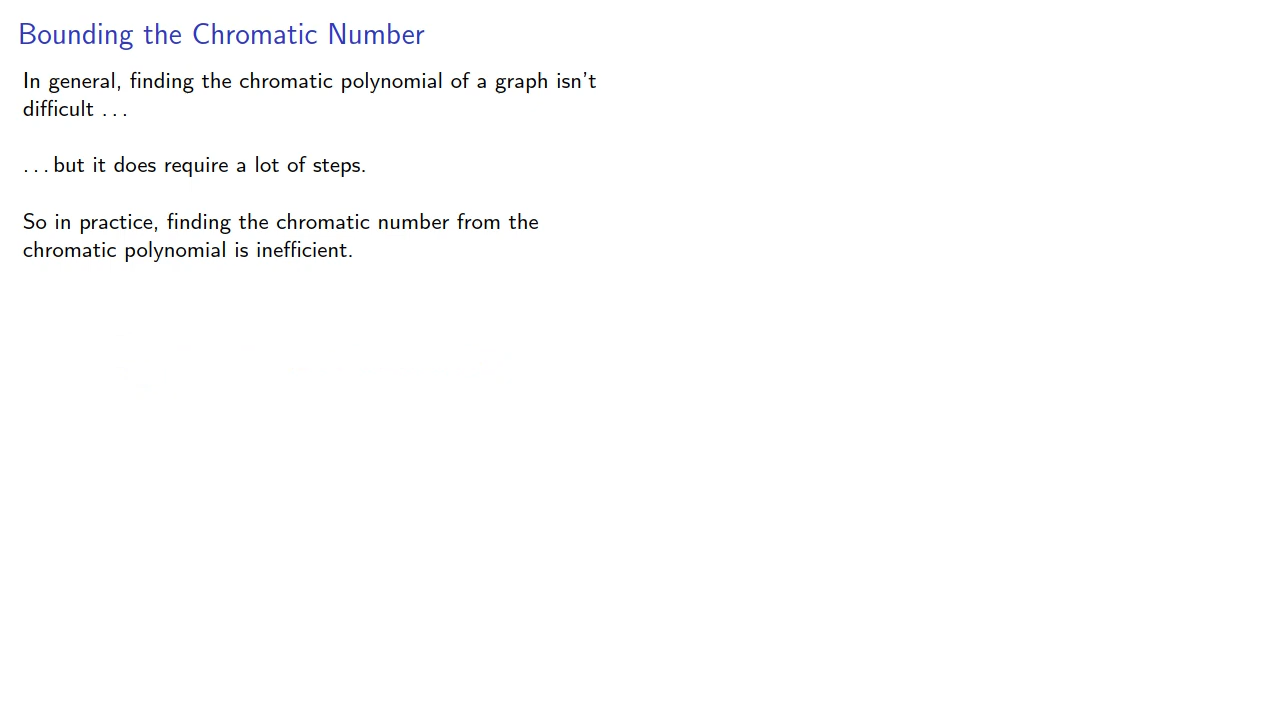 Bounding the Chromatic Number
In general, finding the chromatic polynomial of a graph isn't
difficult ...
...but it does require a lot of steps.
So in practice, finding the chromatic number from the
chromatic polynomial is inefficient.